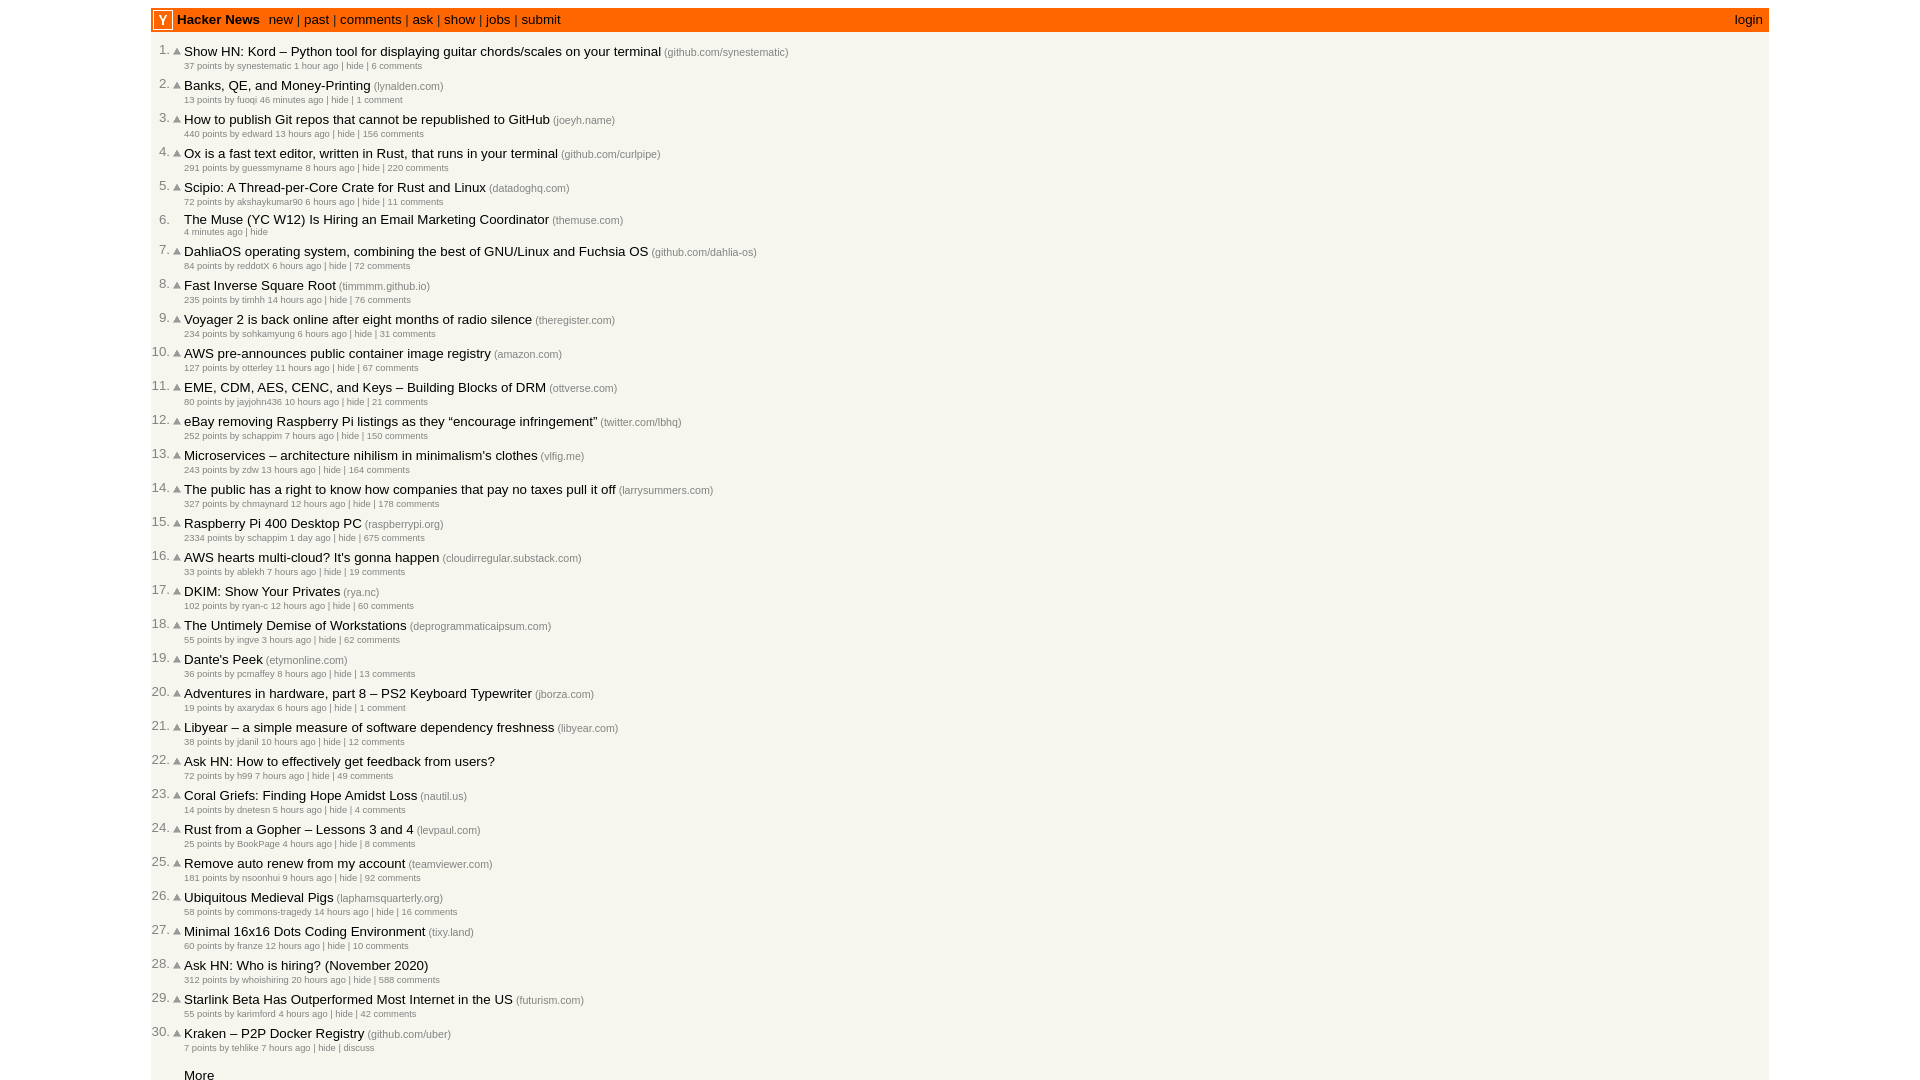 Y Hacker News new | past | comments | ask | show | jobs | submit login
1. Show HN: Kord – Python tool for displaying guitar chords/scales on your terminal (github.com/synestematic)
37 points by synestematic 1 hour ago | hide | 6 comments
2. Banks, QE, and Money-Printing (lynalden.com)
13 points by fuoqi 46 minutes ago | hide | 1 comment
3. How to publish Git repos that cannot be republished to GitHub (joeyh.name)
440 points by edward 13 hours ago | hide | 156 comments
4. Ox is a fast text editor, written in Rust, that runs in your terminal (github.com/curlpipe)
291 points by guessmyname 8 hours ago | hide | 220 comments
5. Scipio: A Thread-per-Core Crate for Rust and Linux (datadoghq.com)
72 points by akshaykumar90 6 hours ago | hide | 11 comments
6. The Muse (YC W12) Is Hiring an Email Marketing Coordinator (themuse.com)
4 minutes ago | hide
7. DahliaOS operating system, combining the best of GNU/Linux and Fuchsia OS (github.com/dahlia-os)
84 points by reddotX 6 hours ago | hide | 72 comments
8. Fast Inverse Square Root (timmmm.github.io)
235 points by timhh 14 hours ago | hide | 76 comments
9. Voyager 2 is back online after eight months of radio silence (theregister.com)
234 points by sohkamyung 6 hours ago | hide | 31 comments
10. AWS pre-announces public container image registry (amazon.com)
127 points by otterley 11 hours ago | hide | 67 comments
11. EME, CDM, AES, CENC, and Keys – Building Blocks of DRM (ottverse.com)
80 points by jayjohn436 10 hours ago | hide | 21 comments
12. eBay removing Raspberry Pi listings as they “encourage infringement” (twitter.com/lbhq)
252 points by schappim 7 hours ago | hide | 150 comments
13. Microservices – architecture nihilism in minimalism's clothes (vlfig.me)
243 points by zdw 13 hours ago | hide | 164 comments
14. The public has a right to know how companies that pay no taxes pull it off (larrysummers.com)
327 points by chmaynard 12 hours ago | hide | 178 comments
15. Raspberry Pi 400 Desktop PC (raspberrypi.org)
2334 points by schappim 1 day ago | hide | 675 comments
16. AWS hearts multi-cloud? It's gonna happen (cloudirregular.substack.com)
33 points by ablekh 7 hours ago | hide | 19 comments
17. DKIM: Show Your Privates (rya.nc)
102 points by ryan-c 12 hours ago | hide | 60 comments
18. The Untimely Demise of Workstations (deprogrammaticaipsum.com)
55 points by ingve 3 hours ago | hide | 62 comments
19. Dante's Peek (etymonline.com)
36 points by pcmaffey 8 hours ago | hide | 13 comments
20. Adventures in hardware, part 8 – PS2 Keyboard Typewriter (jborza.com)
19 points by axarydax 6 hours ago | hide | 1 comment
21. Libyear – a simple measure of software dependency freshness (libyear.com)
38 points by jdanil 10 hours ago | hide | 12 comments
22. Ask HN: How to effectively get feedback from users?
72 points by h99 7 hours ago | hide | 49 comments
23. Coral Griefs: Finding Hope Amidst Loss (nautil.us)
14 points by dnetesn 5 hours ago | hide | 4 comments
24. Rust from a Gopher – Lessons 3 and 4 (levpaul.com)
25 points by BookPage 4 hours ago | hide | 8 comments
25. Remove auto renew from my account (teamviewer.com)
181 points by nsoonhui 9 hours ago | hide | 92 comments
26. Ubiquitous Medieval Pigs (laphamsquarterly.org)
58 points by commons-tragedy 14 hours ago | hide | 16 comments
27. Minimal 16x16 Dots Coding Environment (tixy.land)
60 points by franze 12 hours ago | hide | 10 comments
28. Ask HN: Who is hiring? (November 2020)
312 points by whoishiring 20 hours ago | hide | 588 comments
29. Starlink Beta Has Outperformed Most Internet in the US (futurism.com)
55 points by karimford 4 hours ago | hide | 42 comments
30. Kraken – P2P Docker Registry (github.com/uber)
7 points by tehlike 7 hours ago | hide | discuss
More